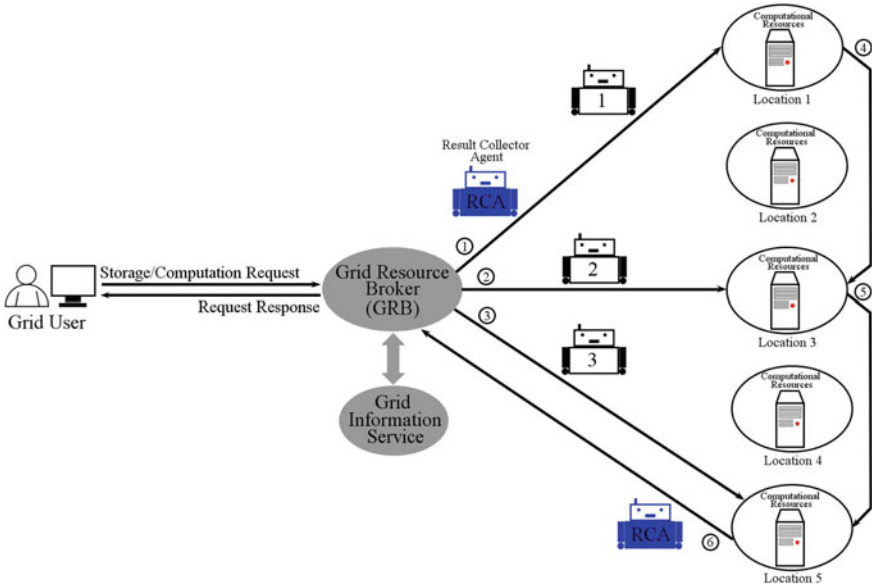 Computational
Resources
④
1
Location 1
Result Collector
Agent
RCA
Computational
Resources
Location 2
①
2
Storage/Computation Request
Grid Resource
Broker
(GRB)
②
Computational
Resources
⑤
Request Response
③
Grid User
Location 3
3
Grid
Information
Service
Computational
Resources
Location 4
Computational
Resources
RCA
⑥
Location 5